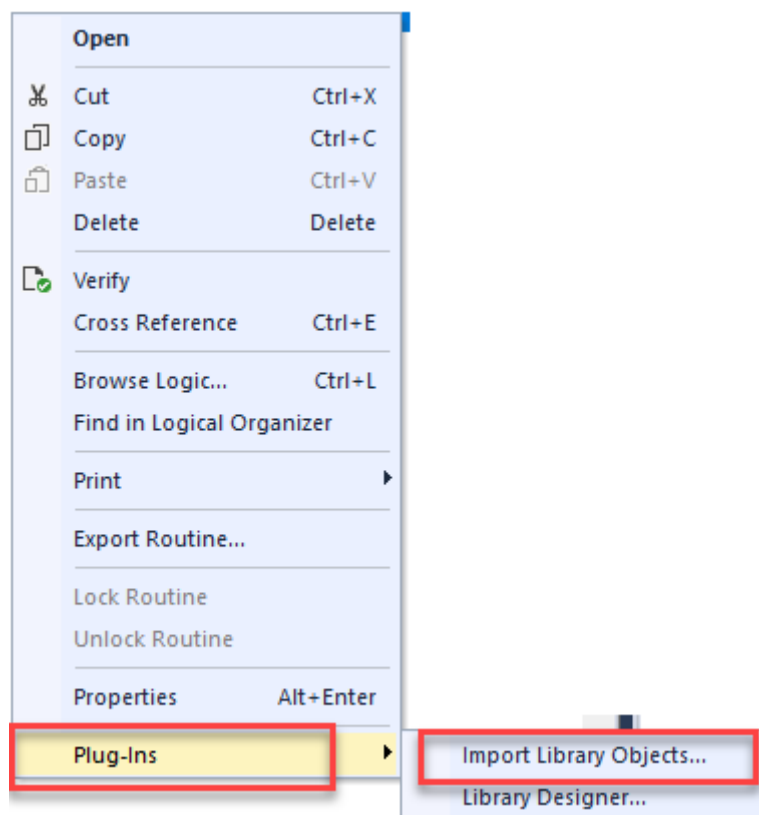 Open
Cut Ctrl+X
Copy Ctrl+C
Paste Ctrl+V
Delete Delete
Verify
Cross Reference Ctrl+E
Browse Logic... Ctrl+L
Find in Logical Organizer
Print
Export Routine...
Lock Routine
Unlock Routine
Properties Alt+Enter
Plug-Ins Import Library Objects...
Library Designer...